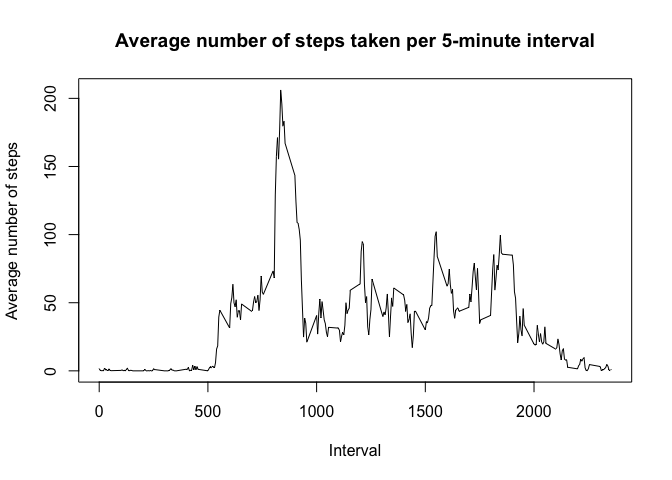 Average number of steps taken per 5-minute interval
Average number of steps
200
150
100
50
0
0 500 1000 1500 2000
Interval